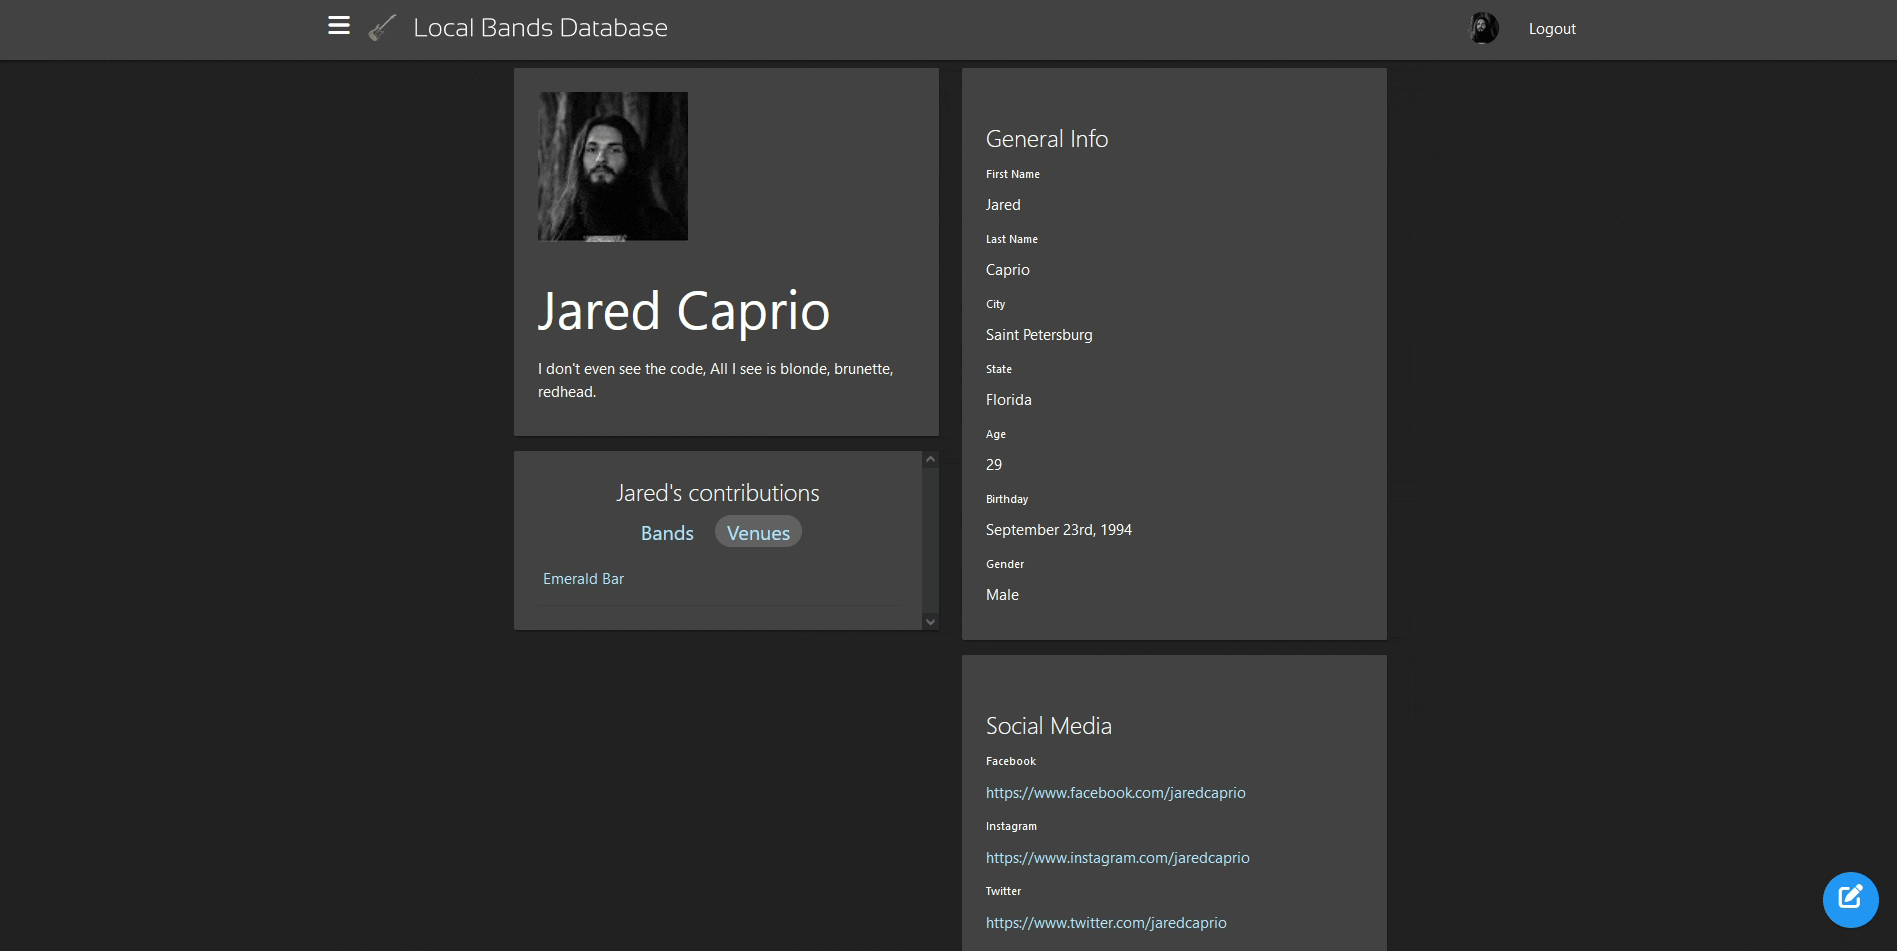 Local Bands Database
Logout
Jared Caprio
I don't even see the code, All I see is blonde, brunette,
redhead.
Jared's contributions
Bands Venues
Emerald Bar
General Info
First Name
Jared
Last Name
Caprio
City
Saint Petersburg
State
Florida
Age
29
Birthday
September 23rd, 1994
Gender
Male
Social Media
Facebook
https://www.facebook.com/jaredcaprio
Instagram
https://www.instagram.com/jaredcaprio
Twitter
https://www.twitter.com/jaredcaprio